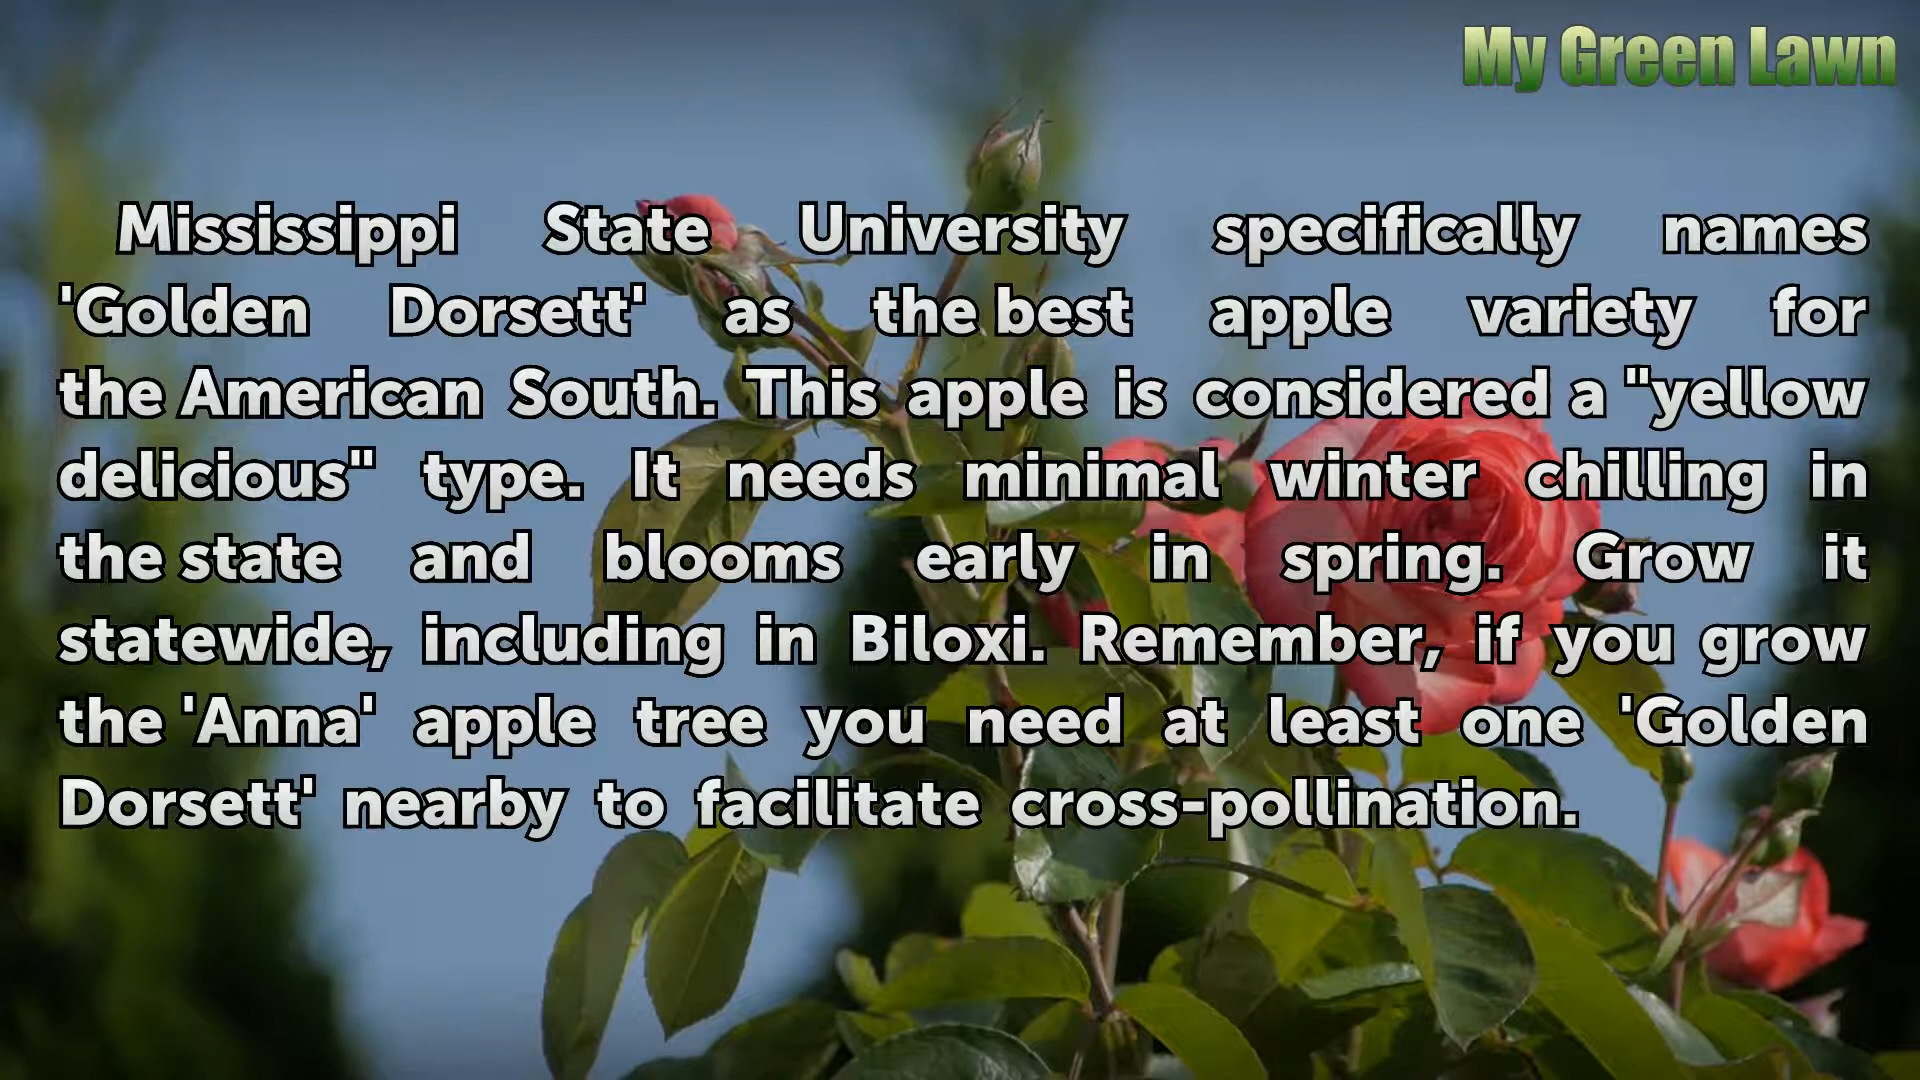 My Green Lawn
Mississippi State University specifically names
'Golden Dorsett' as the best apple variety for
the American South. This apple is considered a "yellow
delicious" type. It needs minimal winter chilling in
the state and blooms early in spring. Grow it
statewide, including in Biloxi. Remember, if you grow
the 'Anna' apple tree you need at least one 'Golden
Dorsett' nearby to facilitate cross-pollination.